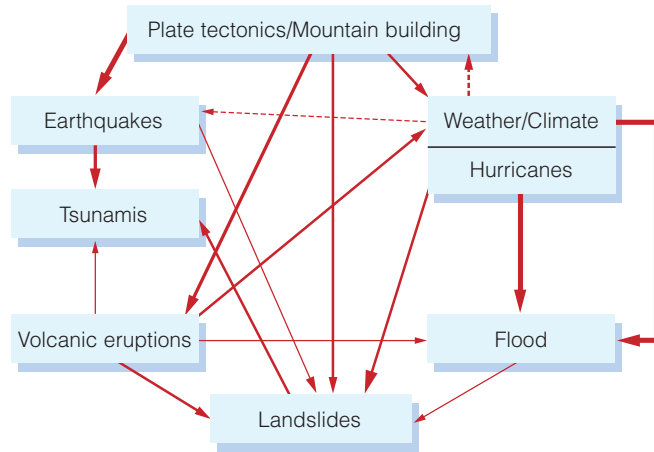 Plate tectonics/Mountain building
Earthquakes
Weather/Climate
Hurricanes
Tsunamis
Volcanic eruptions
Flood
Landslides